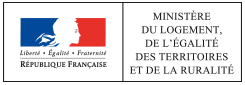 Liberté • Égalité • Fraternité
RÉPUBLIQUE FRANÇAISE
MINISTÈRE
DU LOGEMENT,
DE L'ÉGALITÉ
DES TERRITOIRES
ET DE LA RURALITÉ